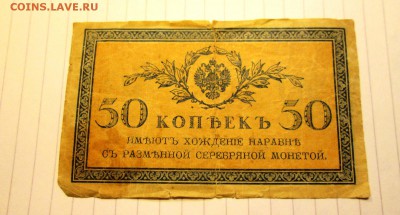 COINS.LAVE.RU
50 КОПѢЕКЪ 50
ИМѢЮТЪ ХОЖДЕНІЕ НАРАВНѢ
СЪ РАЗМѢННОЙ СЕРЕБРЯНОЙ МОНЕТОЙ.